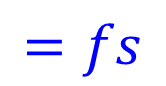 = fs